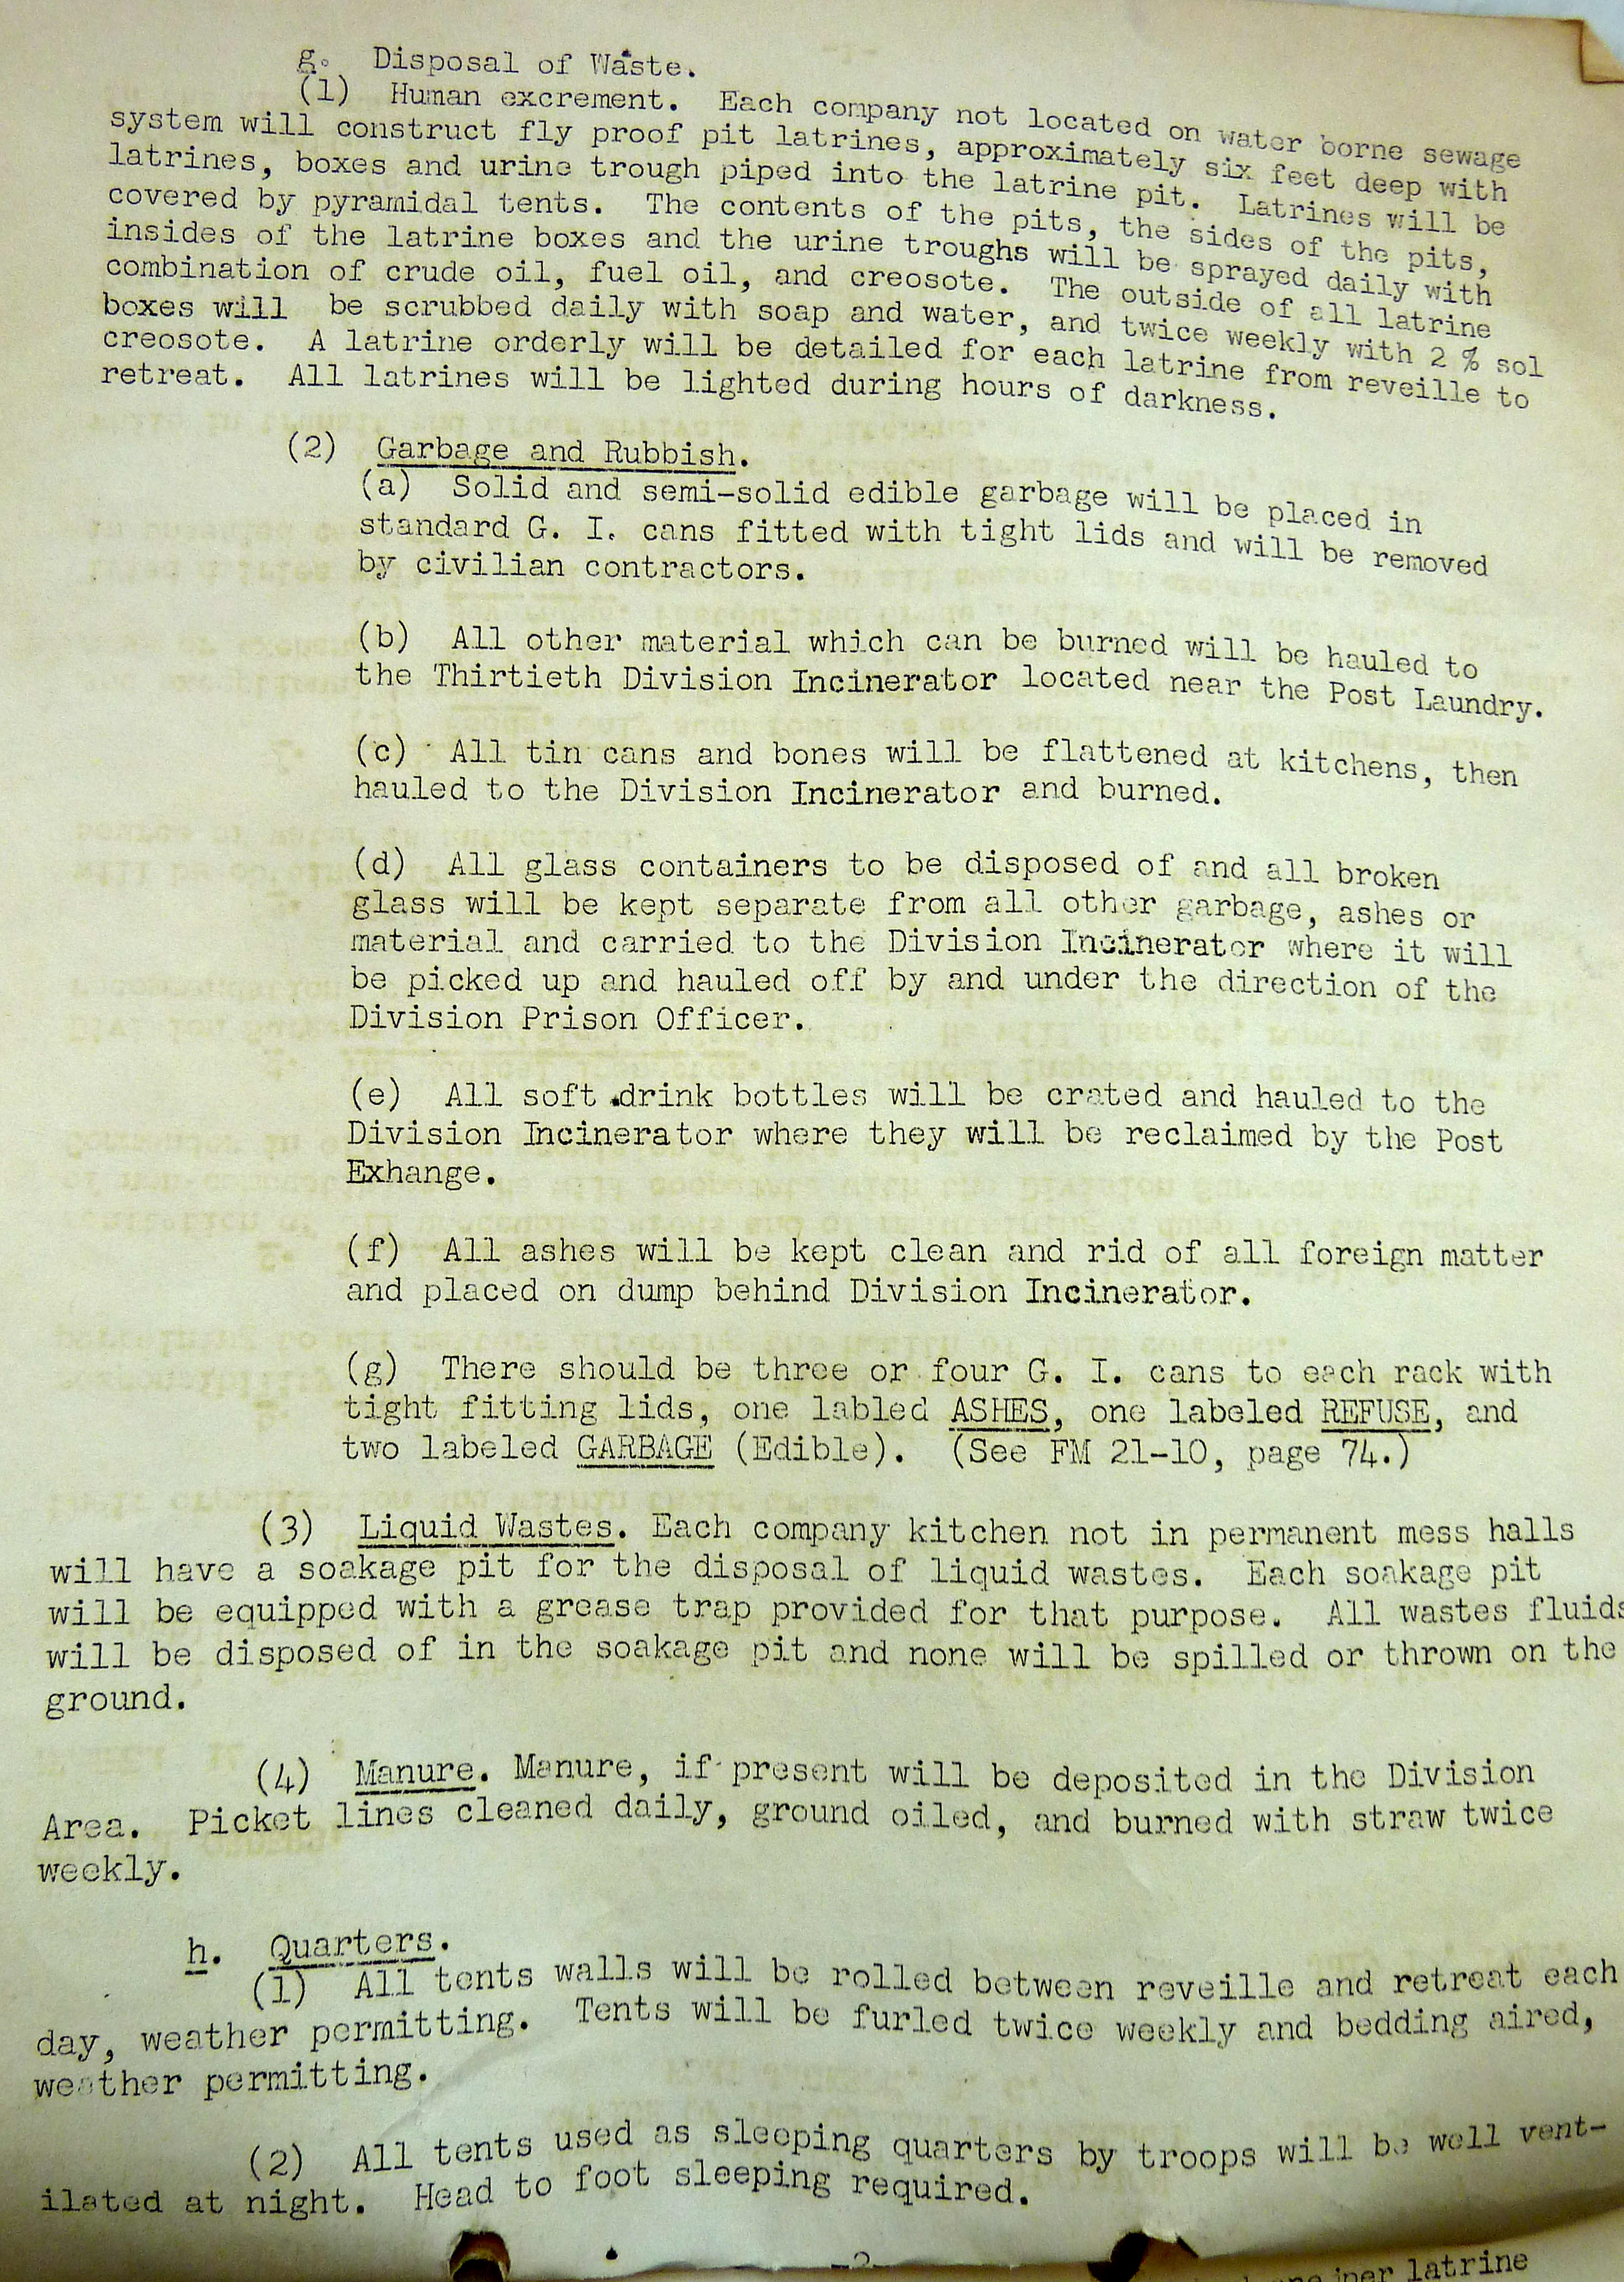 g. Disposal of Waste.
(1) Human excrement. Each company not located on water borne sewage
system will construct fly proof pit latrines, approximately six feet deep with
latrines, boxes and urine trough piped into the latrine pit. Latrines will be
covered by pyramidal tents. The contents of the pits, the sides of the pits,
insides of the latrine boxes and the urine troughs will be sprayed daily with
combination of crude oil, fuel oil, and creosote. The outside of all latrine
boxes will be scrubbed daily with soap and water, and twice weekly with 2 % sol
creosote. A latrine orderly will be detailed for each latrine from reveille to
retreat. All latrines will be lighted during hours of darkness.
(2) Garbage and Rubbish.
(a) Solid and semi-solid edible garbage will be placed in
standard G. I. cans fitted with tight lids and will be removed
by civilian contractors.
(b) All other material which can be burned will be hauled to
the Thirtieth Division Incinerator located near the Post Laundry.
(c) All tin cans and bones will be flattened at kitchens, then
hauled to the Division Incinerator and burned.
(d) All glass containers to be disposed of and all broken
glass will be kept separate from all other garbage, ashes or
material and carried to the Division Incinerator where it will
be picked up and hauled off by and under the direction of the
Division Prison Officer.
(e) All soft drink bottles will be crated and hauled to the
Division Incinerator where they will be reclaimed by the Post
Exhange.
(f) All ashes will be kept clean and rid of all foreign matter
and placed on dump behind Division Incinerator.
(g) There should be three or four G. I. cans to each rack with
tight fitting lids, one labled ASHES, one labeled REFUSE, and
two labeled GARBAGE (Edible). (See FM 21-10, page 74.)
(3) Liquid Wastes. Each company kitchen not in permanent mess halls
will have a soakage pit for the disposal of liquid wastes. Each soakage pit
will be equipped with a grease trap provided for that purpose. All wastes fluids
will be disposed of in the soakage pit and none will be spilled or thrown on the
ground.
(4) Manure. Manure, if present will be deposited in the Division
Area. Picket lines cleaned daily, ground oiled, and burned with straw twice
weekly.
h. Quarters.
(1) All tents walls will be rolled between reveille and retreat each
day, weather permitting. Tents will be furled twice weekly and bedding aired,
weather permitting.
(2) All tents used as sleeping quarters by troops will be well vent-
ilated at night. Head to foot sleeping required.
per latrine